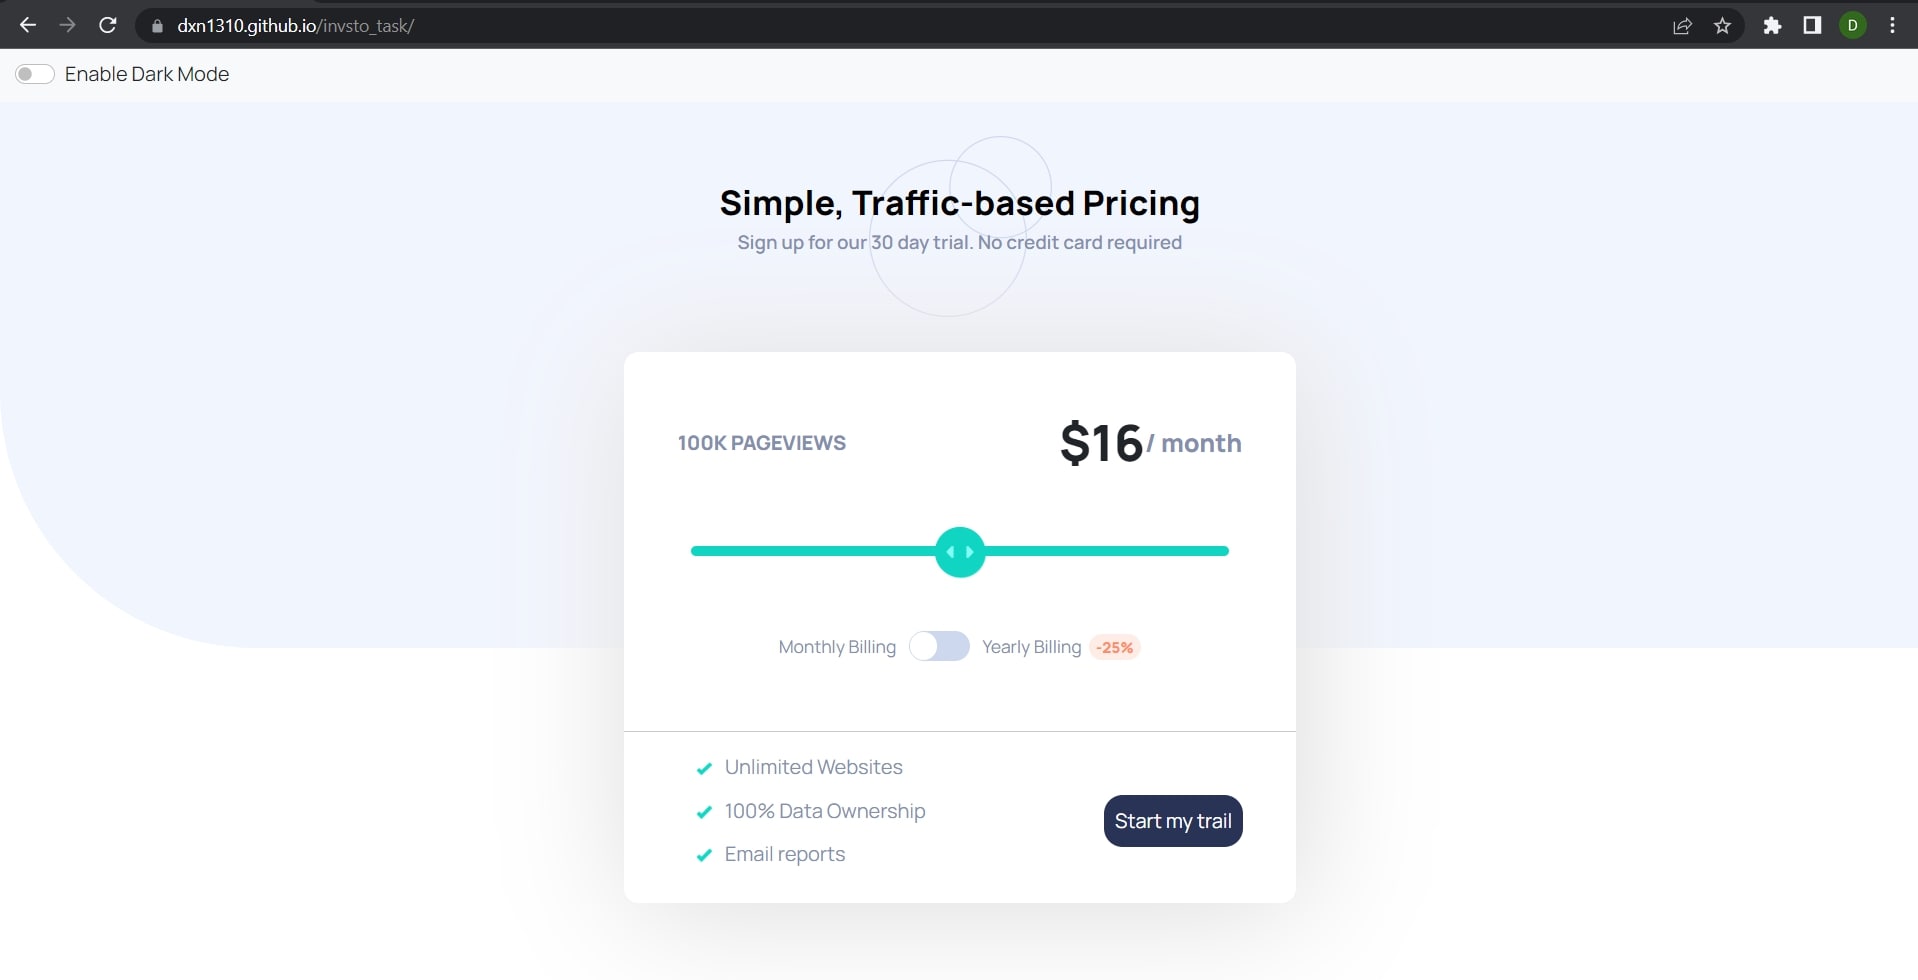 dxn1310.github.io/invsto_task/
D
Enable Dark Mode
Simple, Traffic-based Pricing
Sign up for our 30 day trial. No credit card required
100K PAGEVIEWS
$16/ month
Monthly Billing Yearly Billing -25%
Unlimited Websites
100% Data Ownership
Email reports
Start my trail